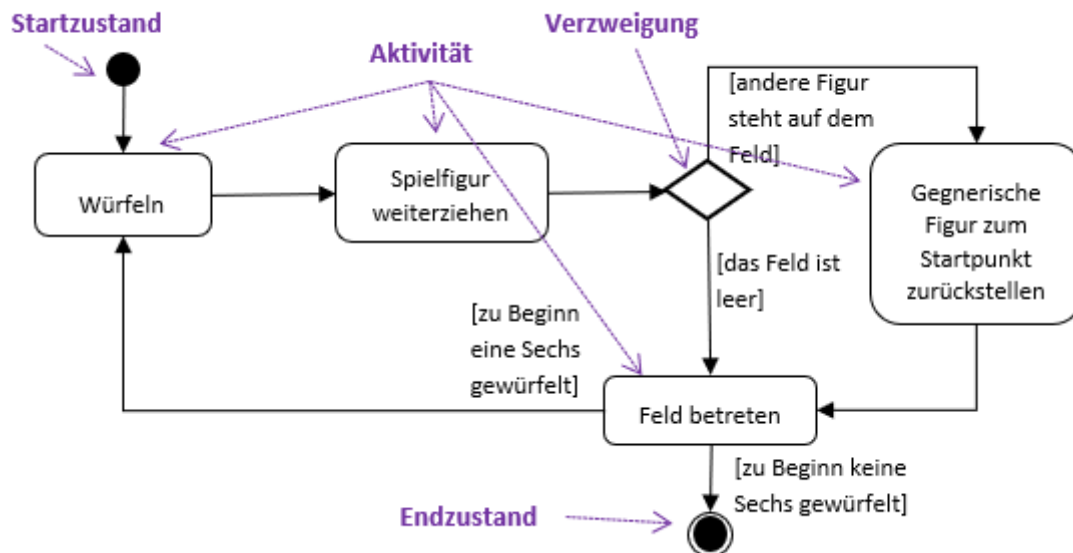 Startzustand
Verzweigung
Aktivität
[andere Figur
steht auf dem
Feld]
Würfeln
Spielfigur
weiterziehen
Gegnerische
Figur zum
Startpunkt
zurückstellen
[das Feld ist
leer]
[zu Beginn
eine Sechs
gewürfelt]
Feld betreten
[zu Beginn keine
Sechs gewürfelt]
Endzustand